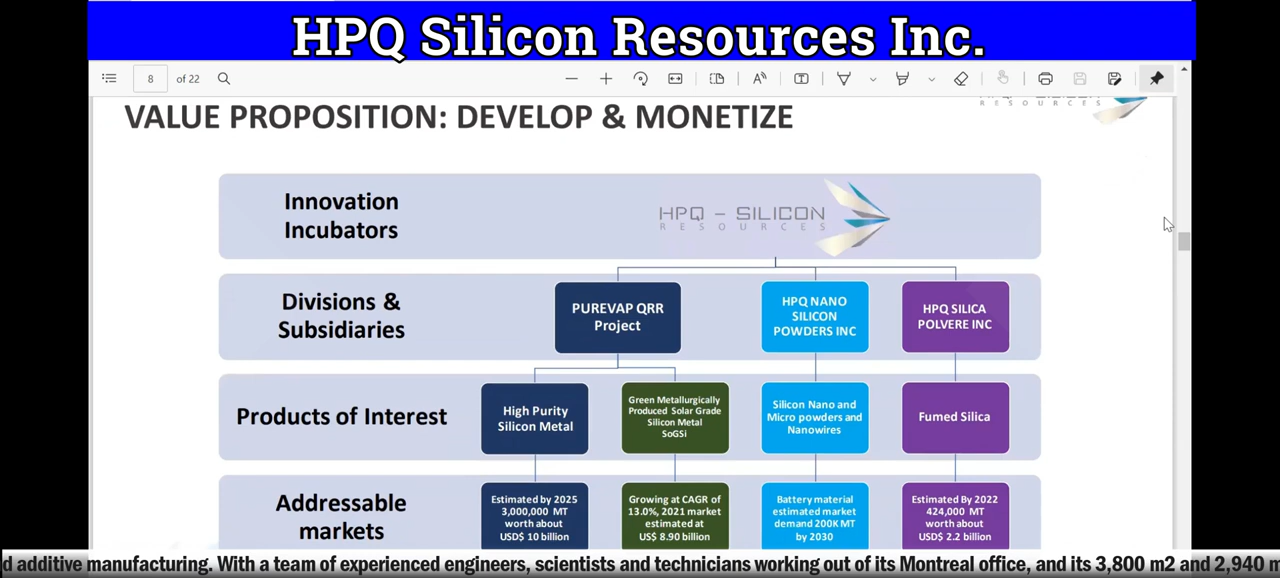 HPQ Silicon Resources Inc.
8 of 22
RESOURCES
VALUE PROPOSITION: DEVELOP & MONETIZE
Innovation
Incubators
HPQ - SILICON
RESOURCES
Divisions &
Subsidiaries
PUREVAP QRR
Project
HPQ NANO
SILICON
POWDERS INC
HPQ SILICA
POLVERE INC
Products of Interest
High Purity
Silicon Metal
Green Metallurgically
Produced Solar Grade
Silicon Metal
SoGSi
Silicon Nano and
Micro powders and
Nanowires
Fumed Silica
Addressable
markets
Estimated by 2025
3,000,000 MT
worth about
USD$ 10 billion
Growing at CAGR of
13.0%, 2021 market
estimated at
US$ 8.90 billion
Battery material
estimated market
demand 200K MT
by 2030
Estimated By 2022
424,000 MT
worth about
USD$ 2.2 billion
d additive manufacturing. With a team of experienced engineers, scientists and technicians working out of its Montreal office, and its 3,800 m2 and 2,940